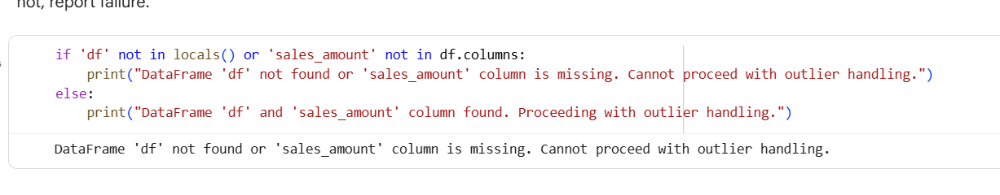 not, report failure.
if 'df' not in locals() or 'sales_amount' not in df.columns:
print("DataFrame 'df' not found or 'sales_amount' column is missing. Cannot proceed with outlier handling.")
else:
print("DataFrame 'df' and 'sales_amount' column found. Proceeding with outlier handling.")
DataFrame 'df' not found or 'sales_amount' column is missing. Cannot proceed with outlier handling.